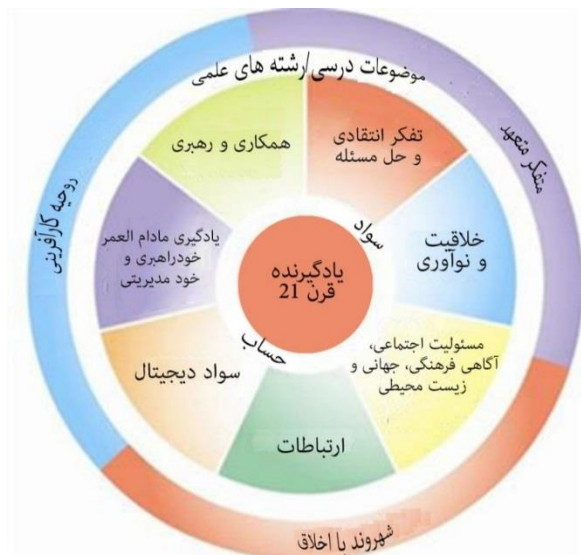 موضوعات درسی/رشته های علمی
متفکر متعهد
روحیه کارآفرینی
شهروند با اخلاق
تفکر انتقادی
و حل مسئله
همکاری و رهبری
خلاقیت
و نوآوری
یادگیری مادام العمر
خودراهبری و
خود مدیریتی
مسئولیت اجتماعی،
آگاهی فرهنگی، جهانی و
زیست محیطی
سواد دیجیتال
ارتباطات
سواد
یادگیرنده
قرن 21
حساب